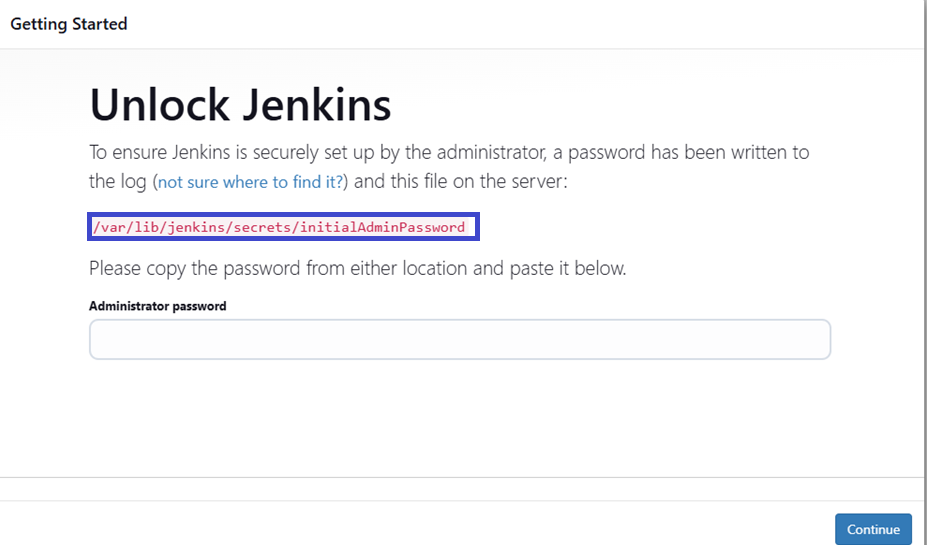 Getting Started
Unlock Jenkins
To ensure Jenkins is securely set up by the administrator, a password has been written to
the log (not sure where to find it?) and this file on the server:
/var/lib/jenkins/secrets/initialAdminPassword
Please copy the password from either location and paste it below.
Administrator password
Continue